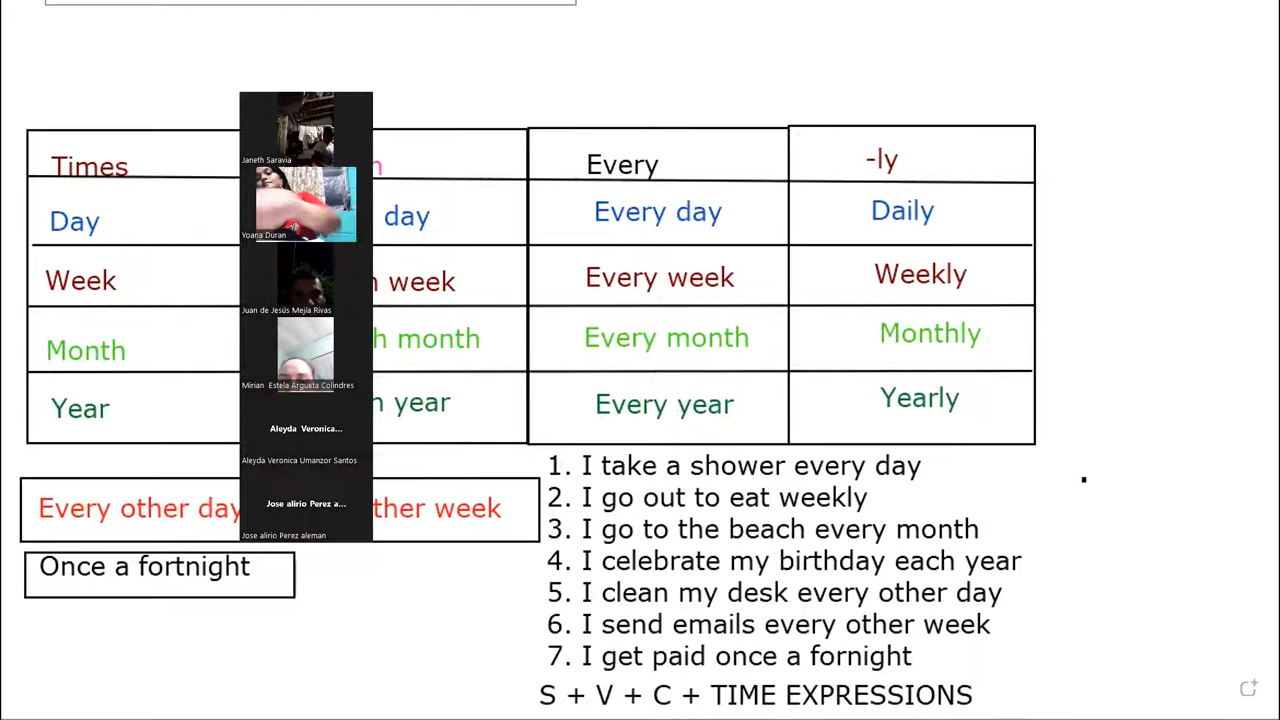 Times Every -ly
Day day Every day Daily
Week week Every week Weekly
Month h month Every month Monthly
Year year Every year Yearly
Every other day ther week
Once a fortnight
1. I take a shower every day
2. I go out to eat weekly
3. I go to the beach every month
4. I celebrate my birthday each year
5. I clean my desk every other day
6. I send emails every other week
7. I get paid once a fornight
S + V + C + TIME EXPRESSIONS
Janeth Saravia
Yoana Duran
Juan de Jesús Mejía Rivas
Mirian Estela Argueta Colindres
Aleyda Veronica...
Aleyda Veronica Umanzor Santos
Jose alirio Perez a...
Jose alirio Perez aleman